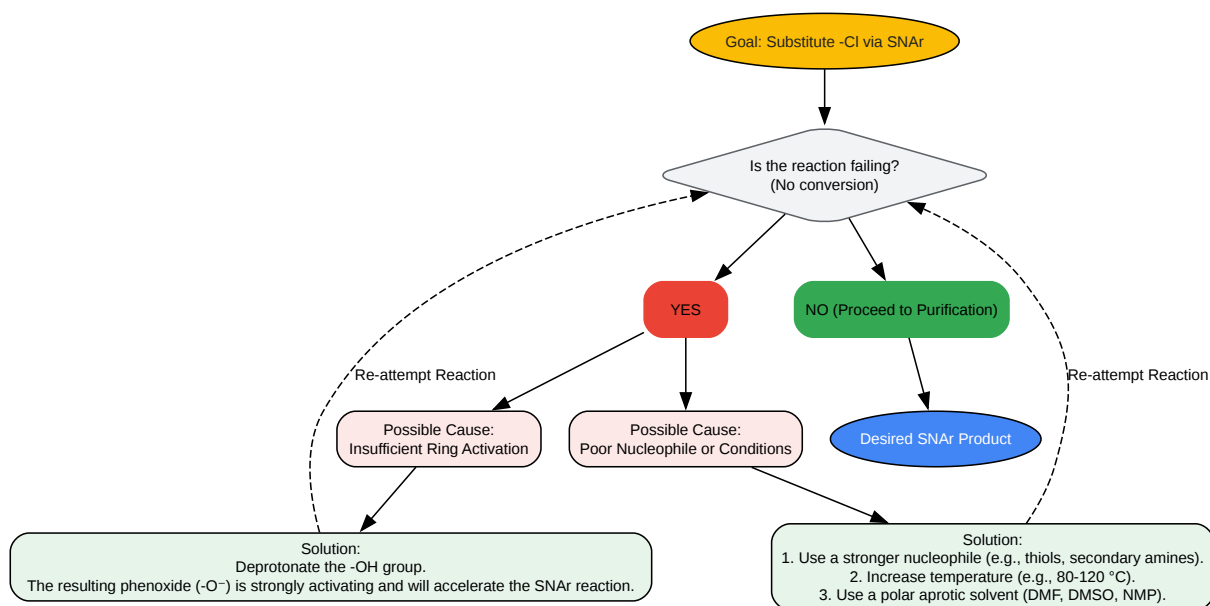 Goal: Substitute -Cl via SNAr
Is the reaction failing?
(No conversion)
YES
NO (Proceed to Purification)
Re-attempt Reaction
Re-attempt Reaction
Possible Cause:
Insufficient Ring Activation
Possible Cause:
Poor Nucleophile or Conditions
Desired SNAr Product
Solution:
Deprotonate the -OH group.
The resulting phenoxide (-O⁻) is strongly activating and will accelerate the SNAr reaction.
Solution:
1. Use a stronger nucleophile (e.g., thiols, secondary amines).
2. Increase temperature (e.g., 80-120 °C).
3. Use a polar aprotic solvent (DMF, DMSO, NMP).